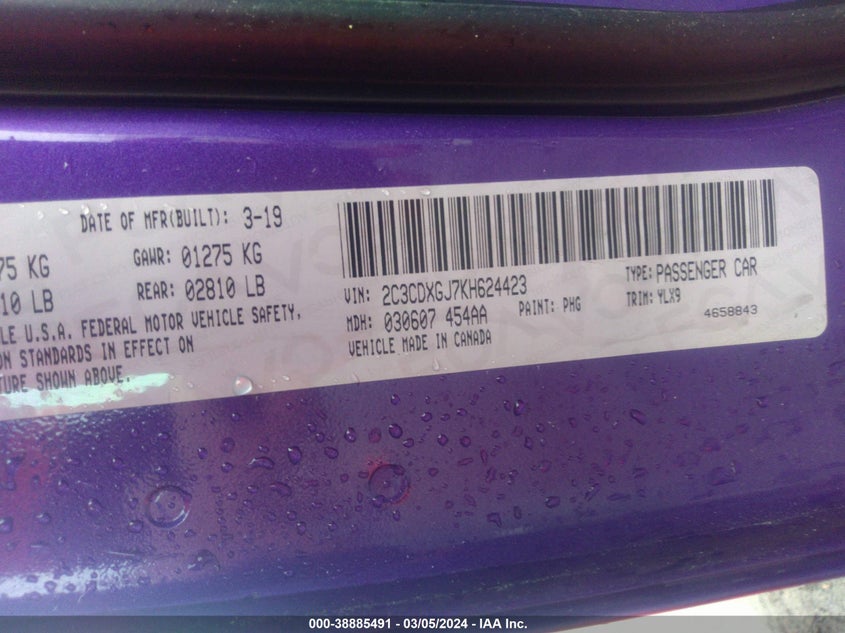 DATE OF MFR(BUILT): 3-19
75 KG GAWR: 01275 KG
10 LB REAR: 02810 LB
LE U.S.A. FEDERAL MOTOR VEHICLE SAFETY,
ON STANDARDS IN EFFECT ON
TURE SHOWN ABOVE.
VIN: 2C3CDXGJ7KH624423 TYPE: PASSENGER CAR
MDH: 030607 454AA PAINT: PHG TRIM: YLX9
VEHICLE MADE IN CANADA 4658843
000-38885491 - 03/05/2024 - IAA Inc.